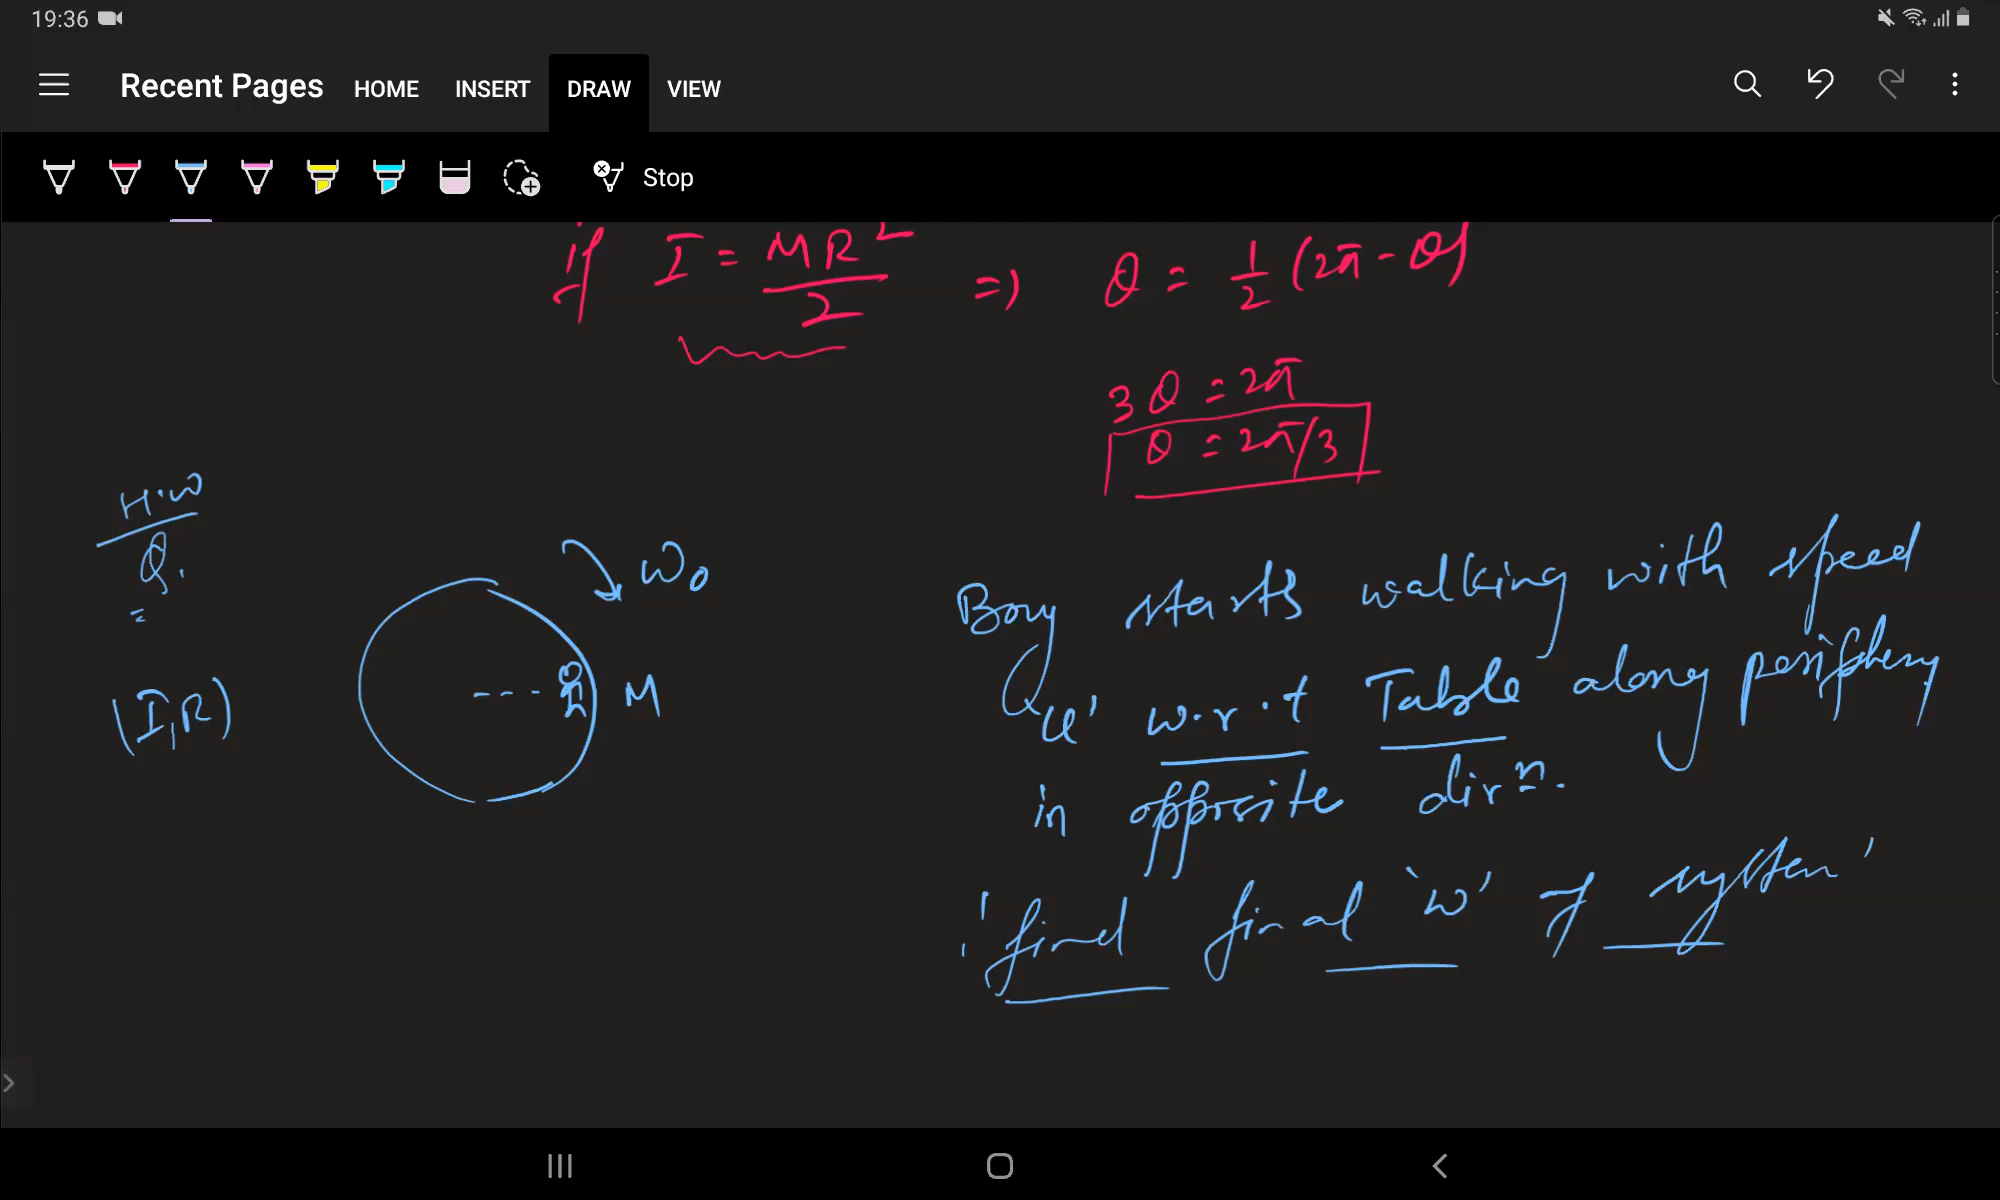 19:36
Recent Pages HOME INSERT DRAW VIEW
Stop
if I = MR²/2 => θ = 1/2 (2π - θ)
3θ = 2π
θ = 2π/3
H.W
Q.
ω₀
Boy starts walking with speed
(I,R)
M
'u' w.r.t Table along periphery
in opposite dirⁿ.
'find final 'ω' of system'